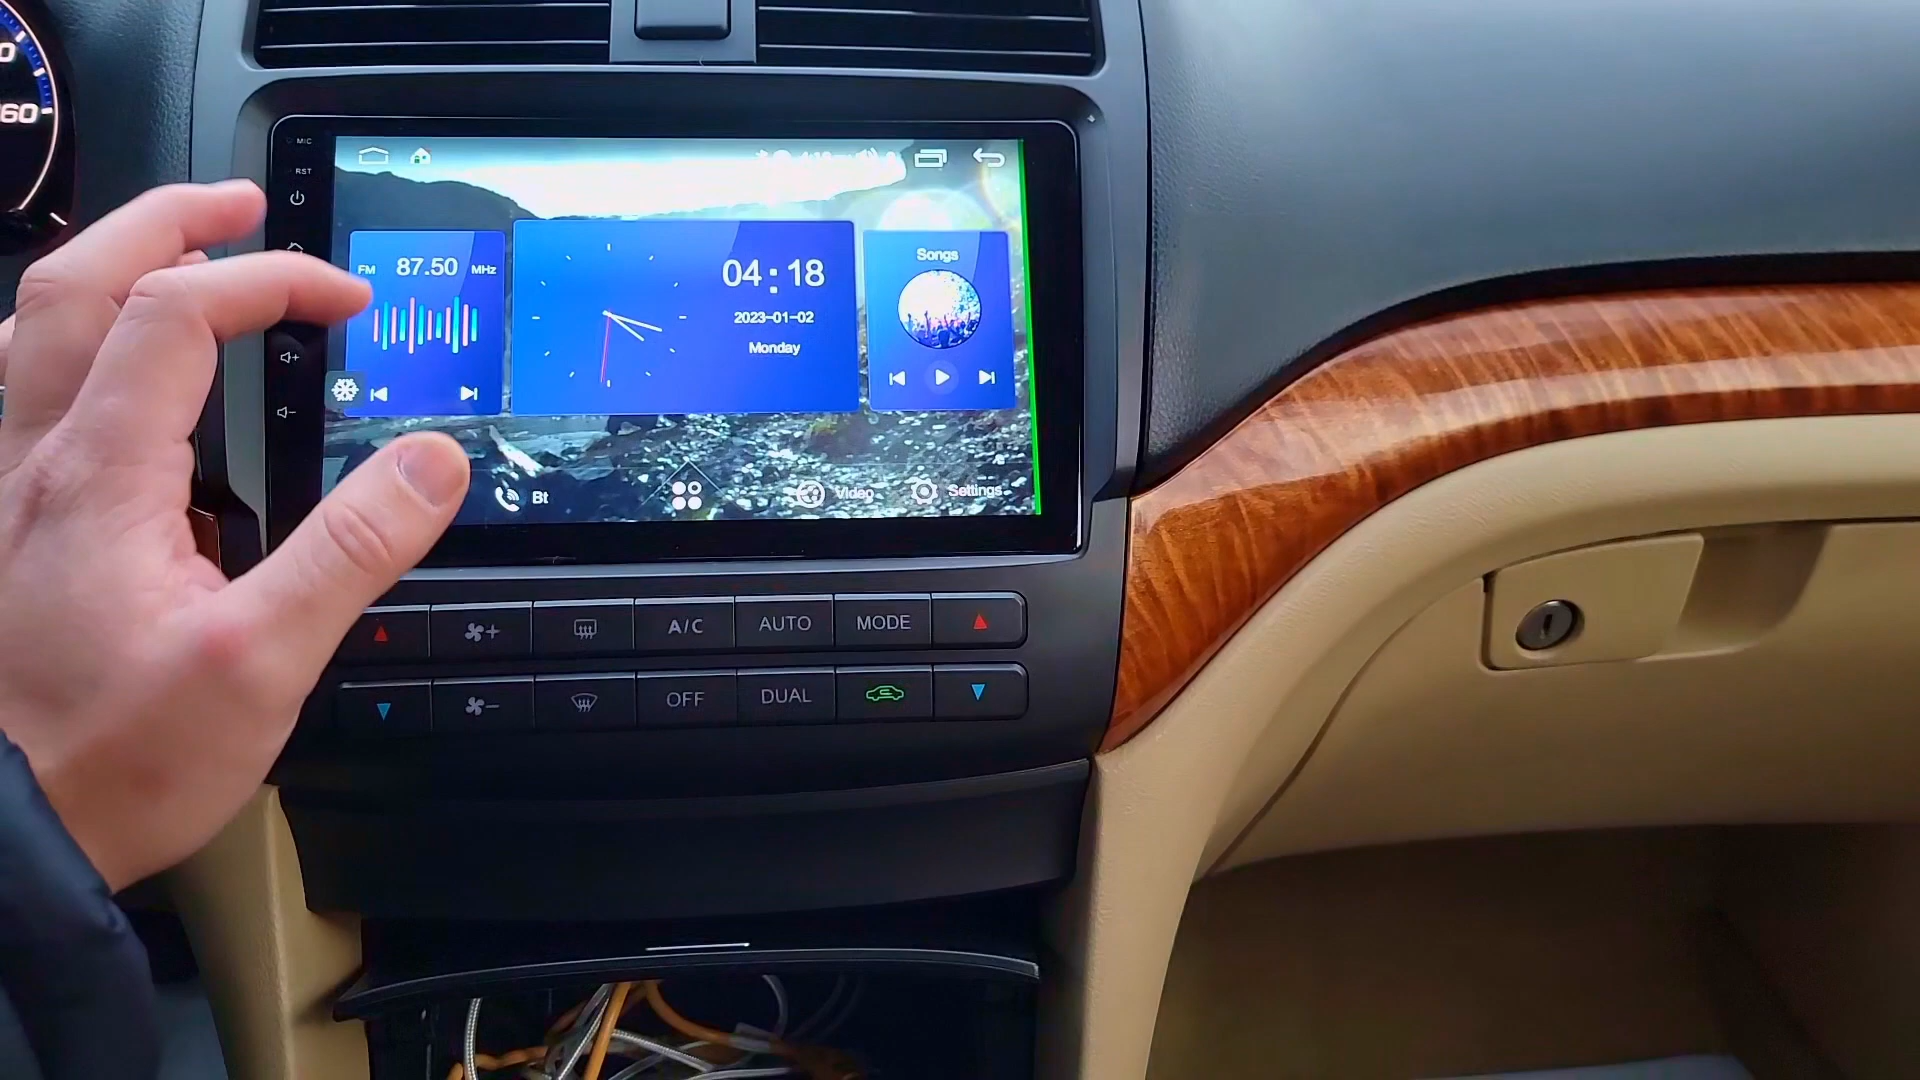 60
MIC
RST
FM 87.50 MHz
04:18
2023-01-02
Monday
Songs
Bt
Video
Settings
A/C AUTO MODE
OFF DUAL